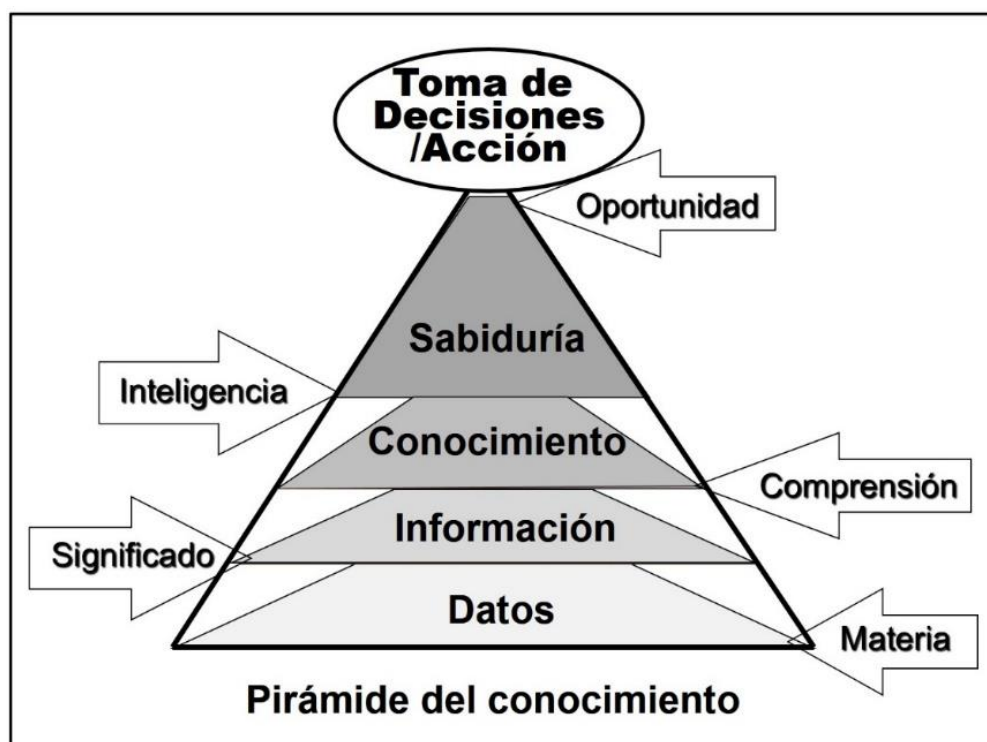 Toma de
Decisiones
/Acción
Oportunidad
Sabiduría
Inteligencia
Conocimiento
Comprensión
Información
Significado
Datos
Materia
Pirámide del conocimiento